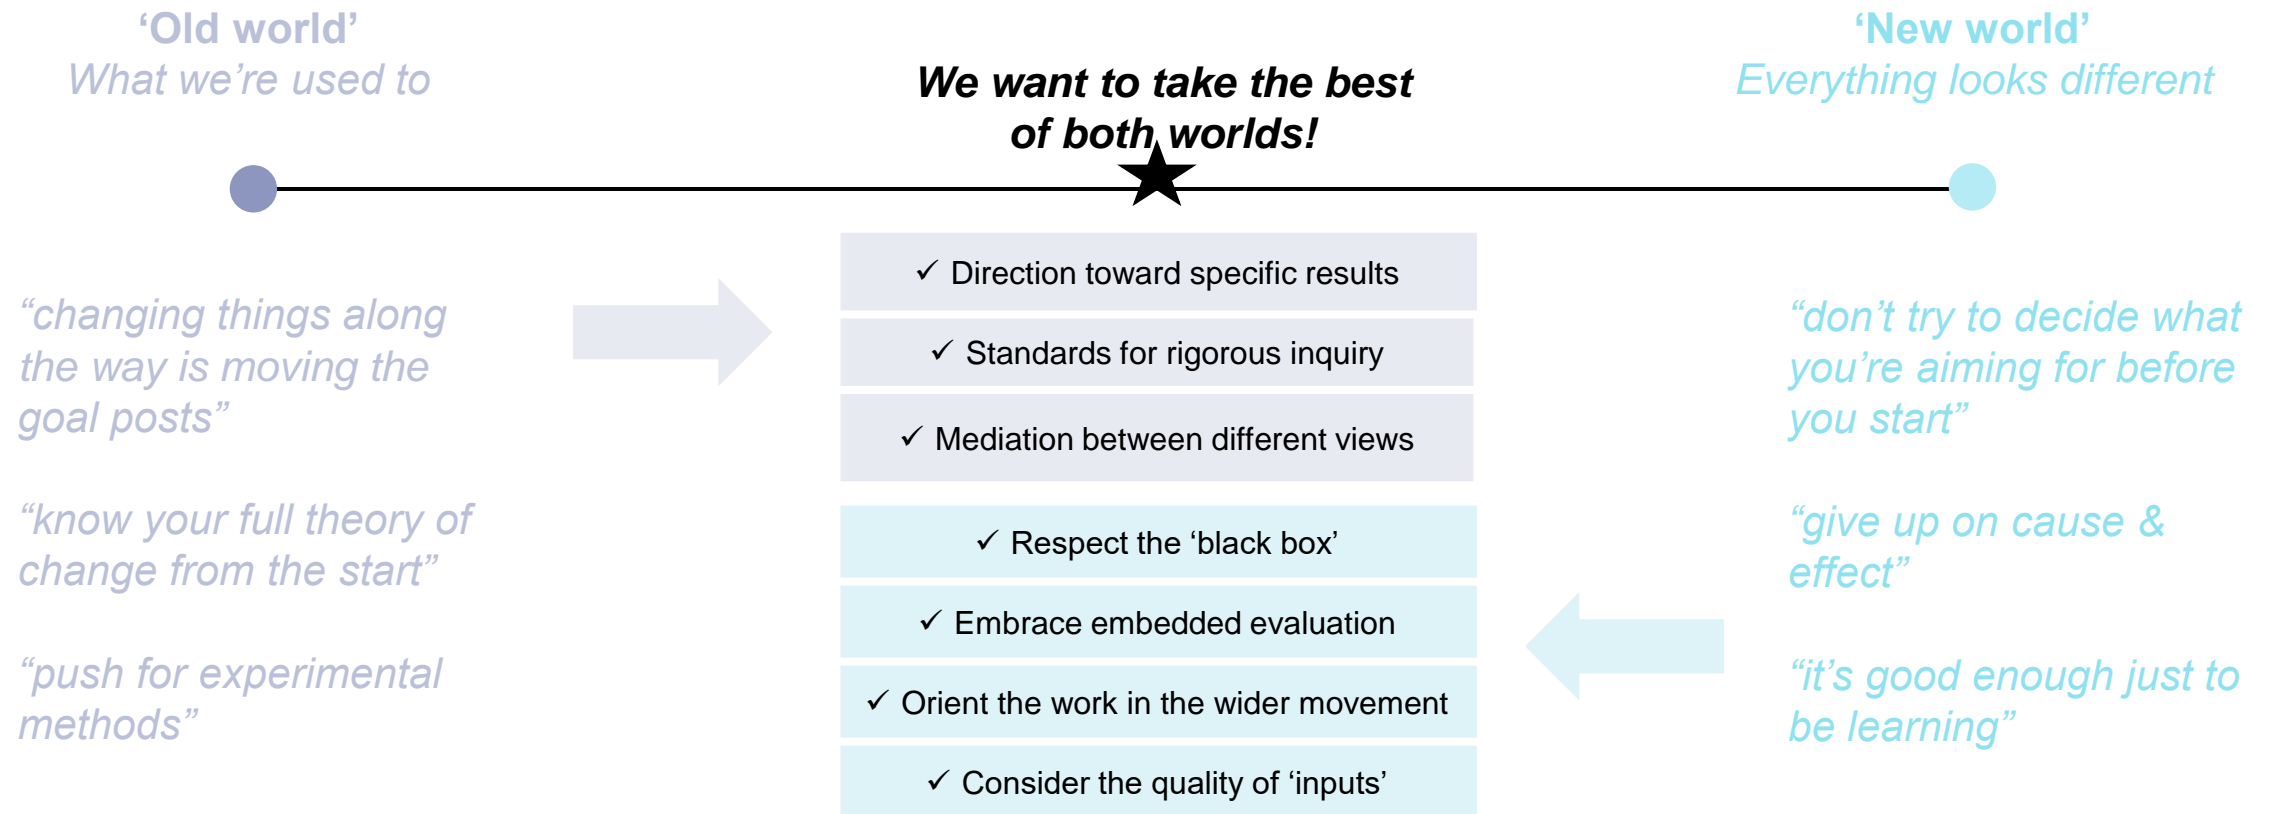 ‘Old world’
What we’re used to
We want to take the best
of both worlds!
‘New world’
Everything looks different
“changing things along
the way is moving the
goal posts”
“know your full theory of
change from the start”
“push for experimental
methods”
✓ Direction toward specific results
✓ Standards for rigorous inquiry
✓ Mediation between different views
✓ Respect the ‘black box’
✓ Embrace embedded evaluation
✓ Orient the work in the wider movement
✓ Consider the quality of ‘inputs’
“don’t try to decide what
you’re aiming for before
you start”
“give up on cause &
effect”
“it’s good enough just to
be learning”